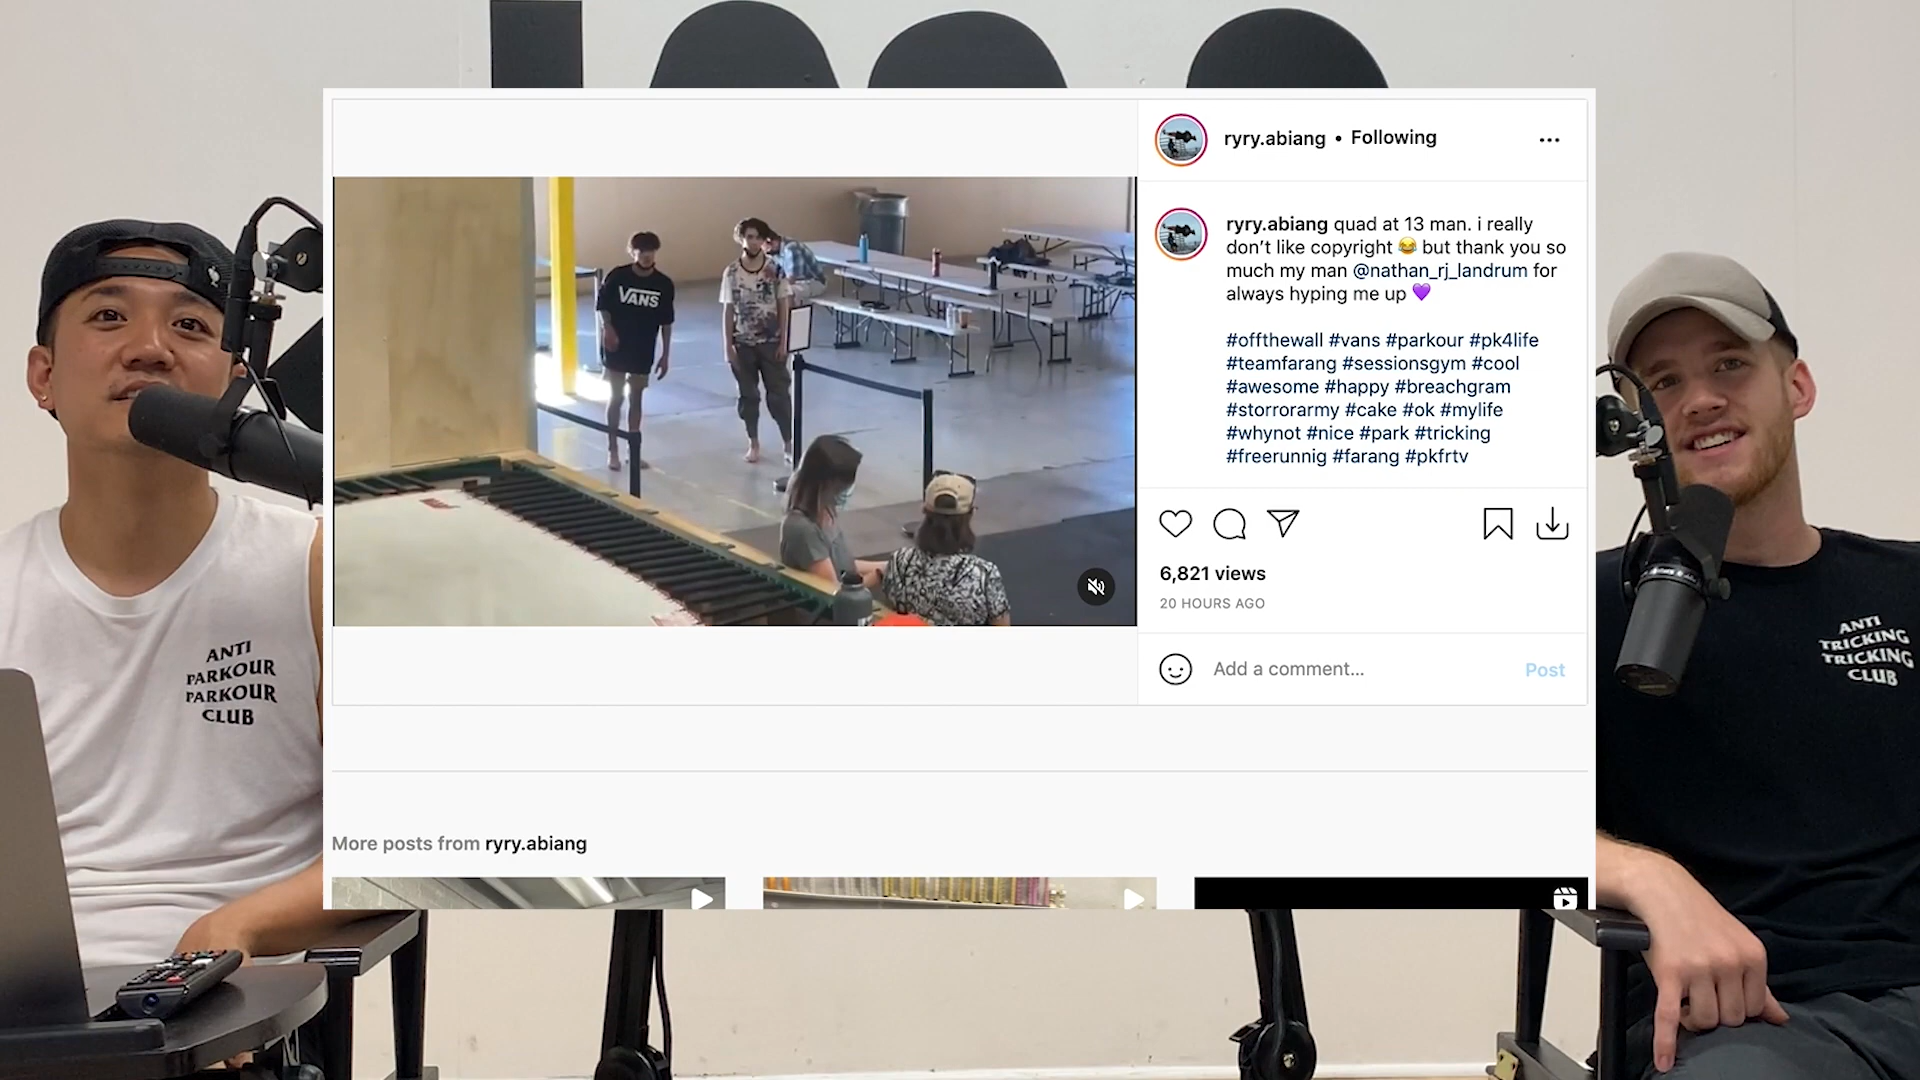 ryry.abiang • Following
ryry.abiang quad at 13 man. i really
don't like copyright 😂 but thank you so
much my man @nathan_rj_landrum for
always hyping me up 💜
#offthewall #vans #parkour #pk4life
#teamfarang #sessionsgym #cool
#awesome #happy #breachgram
#storrorarmy #cake #ok #mylife
#whynot #nice #park #tricking
#freerunnig #farang #pkfrtv
6,821 views
20 HOURS AGO
Add a comment... Post
More posts from ryry.abiang
VANS
ANTI
PARKOUR
PARKOUR
CLUB
ANTI
TRICKING
TRICKING
CLUB